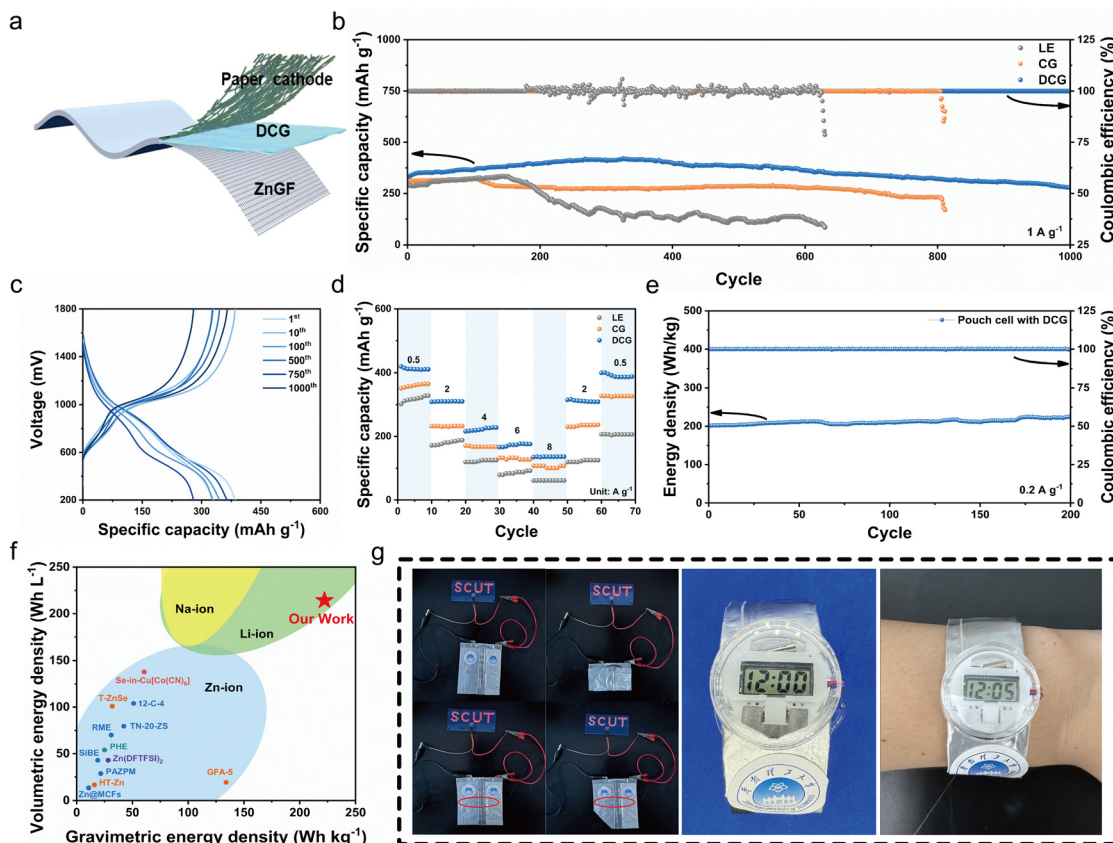 a
Paper cathode
DCG
ZnGF
b
Specific capacity (mAh g⁻¹)
1000
750
500
250
0
LE
CG
DCG
1 A g⁻¹
125
100
75
50
25
Coulombic efficiency (%)
0 200 400 600 800 1000
Cycle
c
Voltage (mV)
1800
1400
1000
600
200
1st
10th
100th
500th
750th
1000th
0 150 300 450 600
Specific capacity (mAh g⁻¹)
d
Specific capacity (mAh g⁻¹)
600
400
200
0
LE
CG
DCG
0.5
2
4
6
8
2
0.5
Unit: A g⁻¹
0 10 20 30 40 50 60 70
Cycle
e
Energy density (Wh/kg)
500
400
300
200
100
0
Pouch cell with DCG
0.2 A g⁻¹
125
100
75
50
25
0
Coulombic efficiency (%)
0 50 100 150 200
Cycle
f
Volumetric energy density (Wh L⁻¹)
250
200
150
100
50
0
Na-ion
Li-ion
Our Work
Zn-ion
Se-in-Cu[Co(CN)₆]
T-ZnSe
12-C-4
RME
TN-20-ZS
PHE
SiBE
Zn(DFTFSI)₂
PAZPM
HT-Zn
GFA-5
Zn@MCFs
0 50 100 150 200 250
Gravimetric energy density (Wh kg⁻¹)
g
SCUT
SCUT
SCUT
SCUT
12:00
12:05